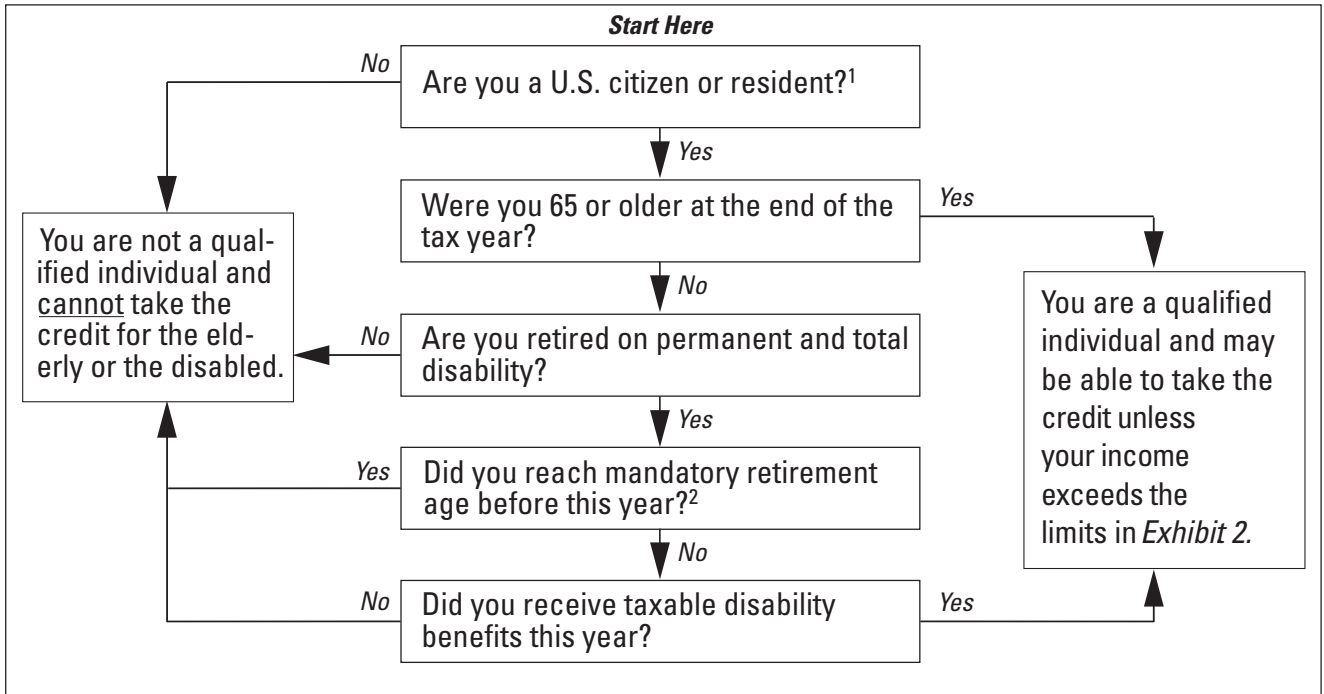 Start Here
No
Are you a U.S. citizen or resident?1
Yes
Were you 65 or older at the end of the
tax year?
Yes
No
You are not a qual-
ified individual and
cannot take the
credit for the eld-
erly or the disabled.
No
Are you retired on permanent and total
disability?
You are a qualified
individual and may
be able to take the
credit unless
your income
exceeds the
limits in Exhibit 2.
Yes
Yes
Did you reach mandatory retirement
age before this year?2
No
No
Did you receive taxable disability
benefits this year?
Yes